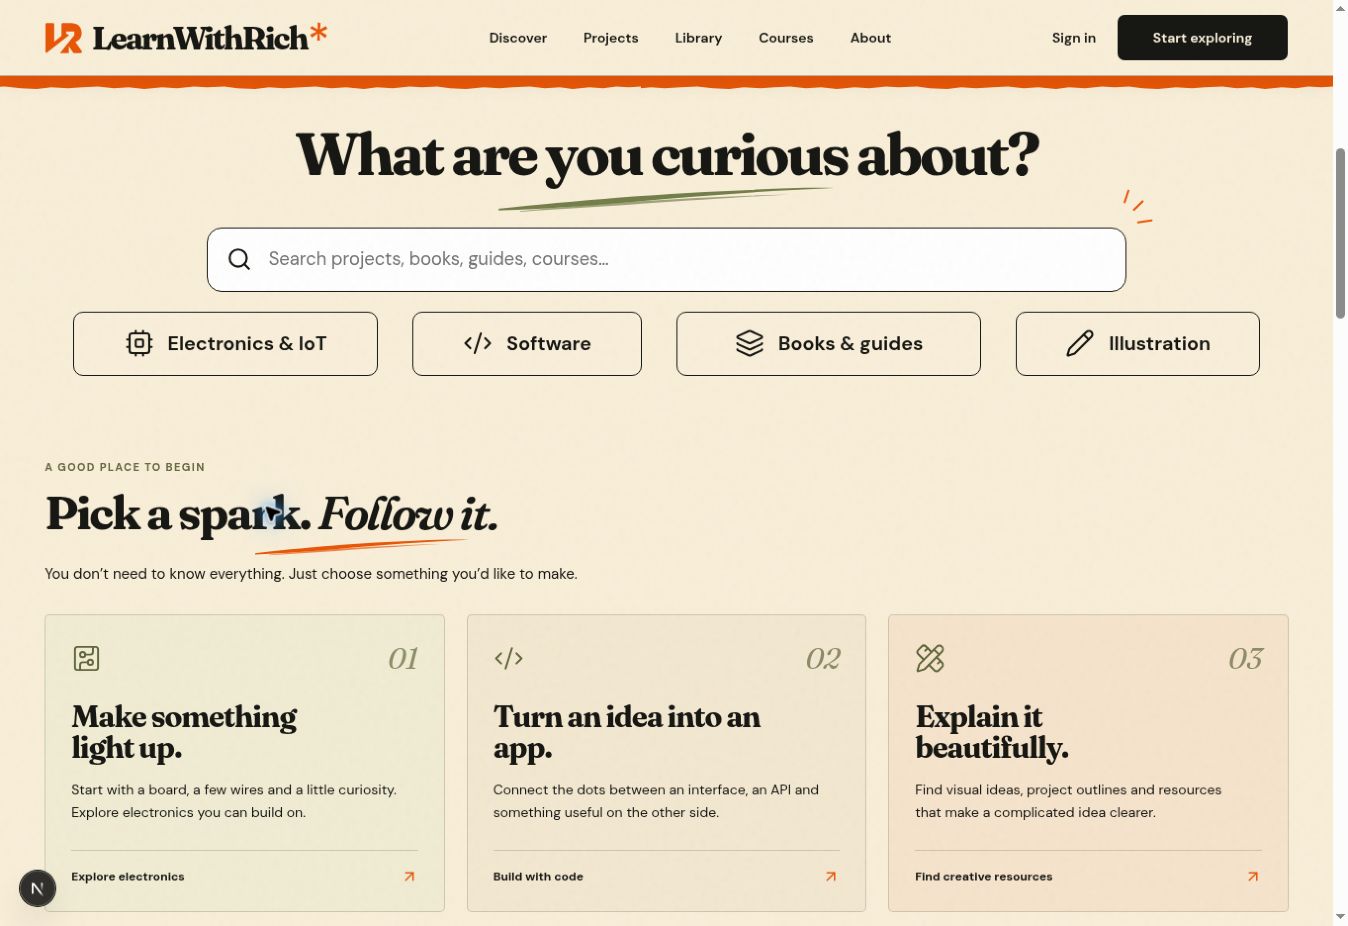 LearnWithRich*
Discover
Projects
Library
Courses
About
Sign in
Start exploring
What are you curious about?
Search projects, books, guides, courses...
Electronics & IoT
Software
Books & guides
Illustration
A GOOD PLACE TO BEGIN
Pick a spark. Follow it.
You don’t need to know everything. Just choose something you’d like to make.
01
Make something
light up.
Start with a board, a few wires and a little curiosity.
Explore electronics you can build on.
Explore electronics
02
Turn an idea into an
app.
Connect the dots between an interface, an API and
something useful on the other side.
Build with code
03
Explain it
beautifully.
Find visual ideas, project outlines and resources
that make a complicated idea clearer.
Find creative resources
N